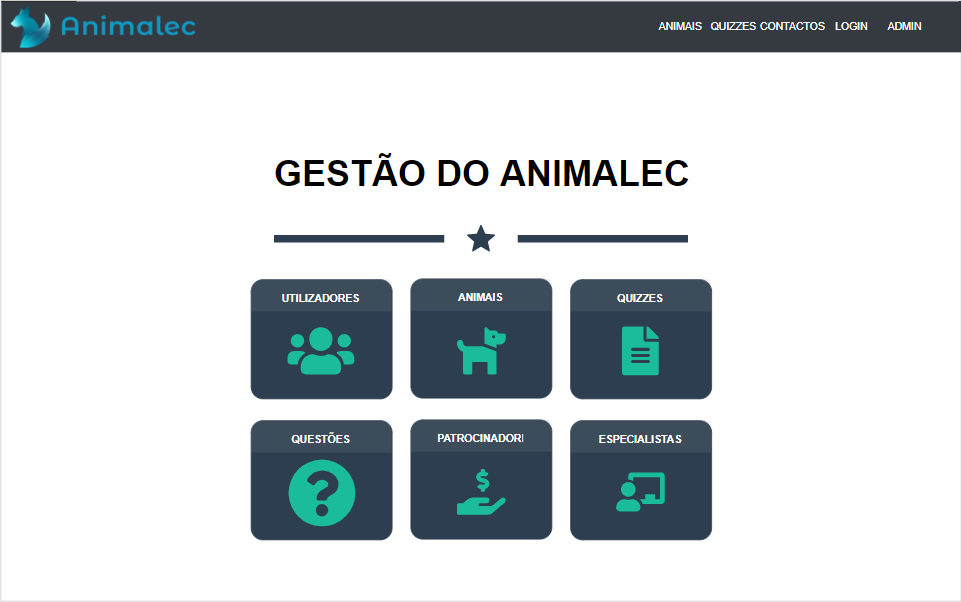 Animalec
ANIMAIS QUIZZES CONTACTOS LOGIN ADMIN
GESTÃO DO ANIMALEC
UTILIZADORES
ANIMAIS
QUIZZES
QUESTÕES
PATROCINADORI
ESPECIALISTAS